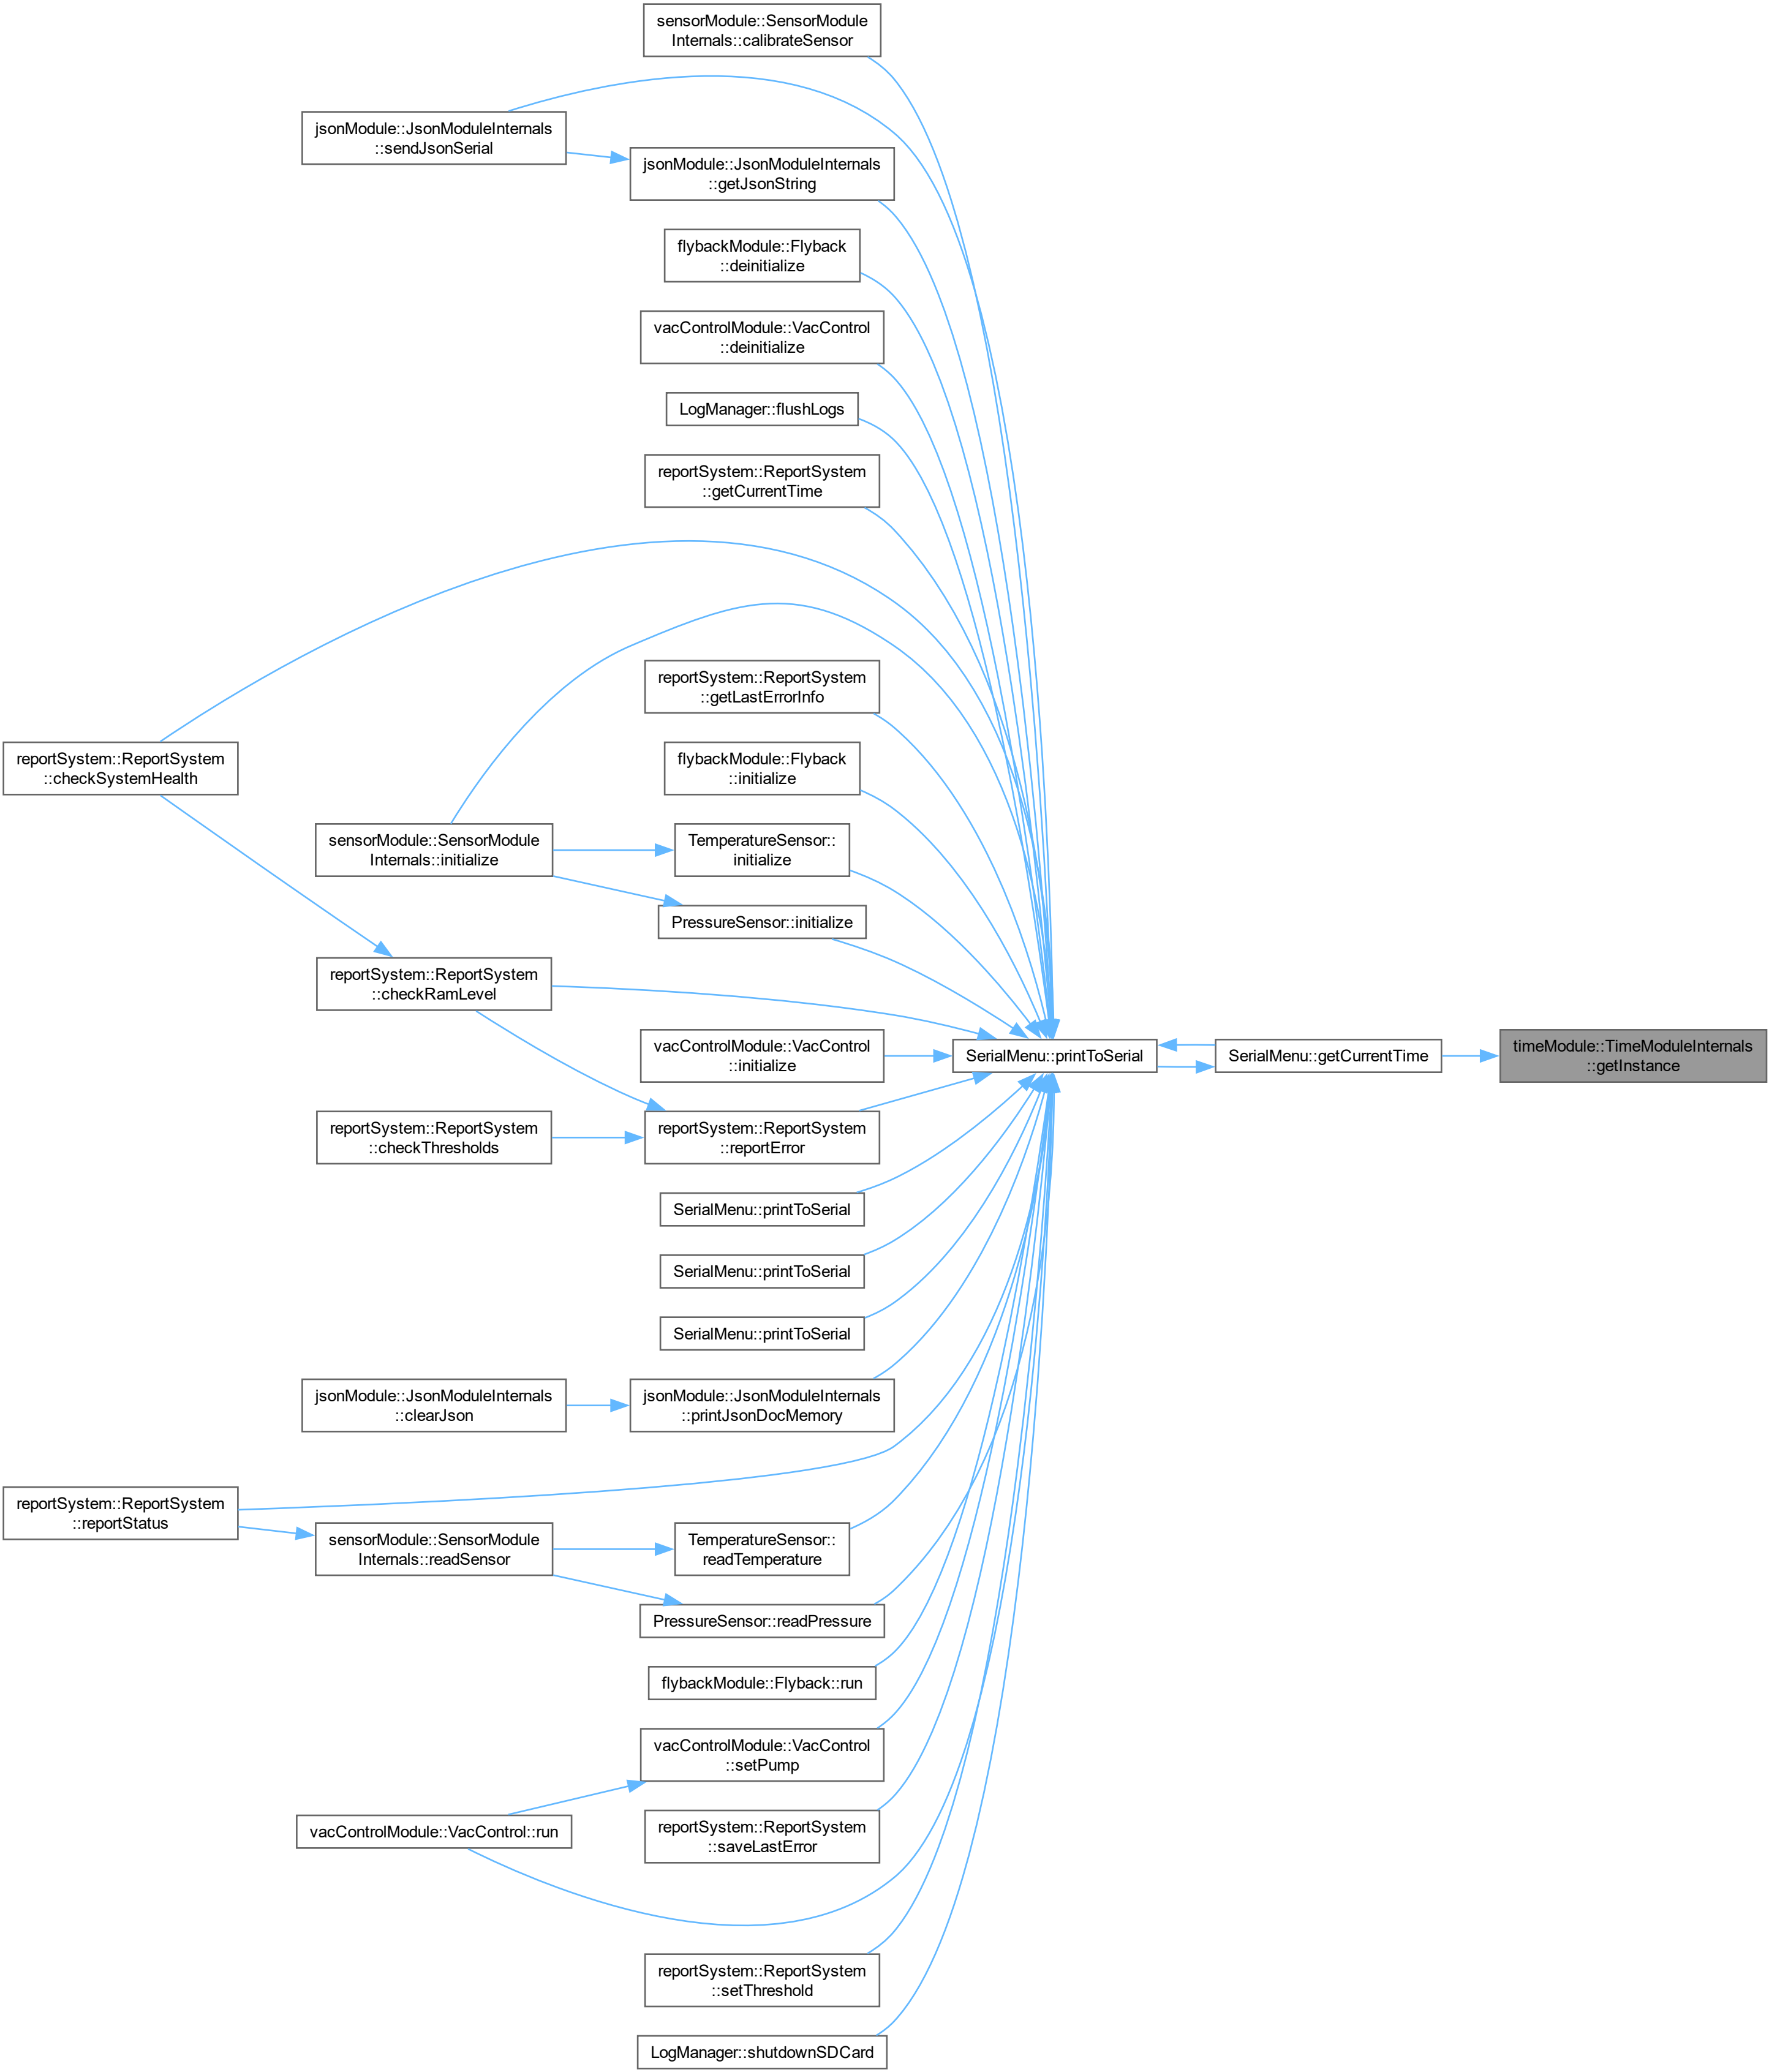 sensorModule::SensorModule
Internals::calibrateSensor
jsonModule::JsonModuleInternals
::sendJsonSerial
jsonModule::JsonModuleInternals
::getJsonString
flybackModule::Flyback
::deinitialize
vacControlModule::VacControl
::deinitialize
LogManager::flushLogs
reportSystem::ReportSystem
::getCurrentTime
reportSystem::ReportSystem
::getLastErrorInfo
reportSystem::ReportSystem
::checkSystemHealth
flybackModule::Flyback
::initialize
sensorModule::SensorModule
Internals::initialize
TemperatureSensor::
initialize
PressureSensor::initialize
reportSystem::ReportSystem
::checkRamLevel
vacControlModule::VacControl
::initialize
SerialMenu::printToSerial
SerialMenu::getCurrentTime
timeModule::TimeModuleInternals
::getInstance
reportSystem::ReportSystem
::checkThresholds
reportSystem::ReportSystem
::reportError
SerialMenu::printToSerial
SerialMenu::printToSerial
SerialMenu::printToSerial
jsonModule::JsonModuleInternals
::clearJson
jsonModule::JsonModuleInternals
::printJsonDocMemory
reportSystem::ReportSystem
::reportStatus
sensorModule::SensorModule
Internals::readSensor
TemperatureSensor::
readTemperature
PressureSensor::readPressure
flybackModule::Flyback::run
vacControlModule::VacControl
::setPump
vacControlModule::VacControl::run
reportSystem::ReportSystem
::saveLastError
reportSystem::ReportSystem
::setThreshold
LogManager::shutdownSDCard